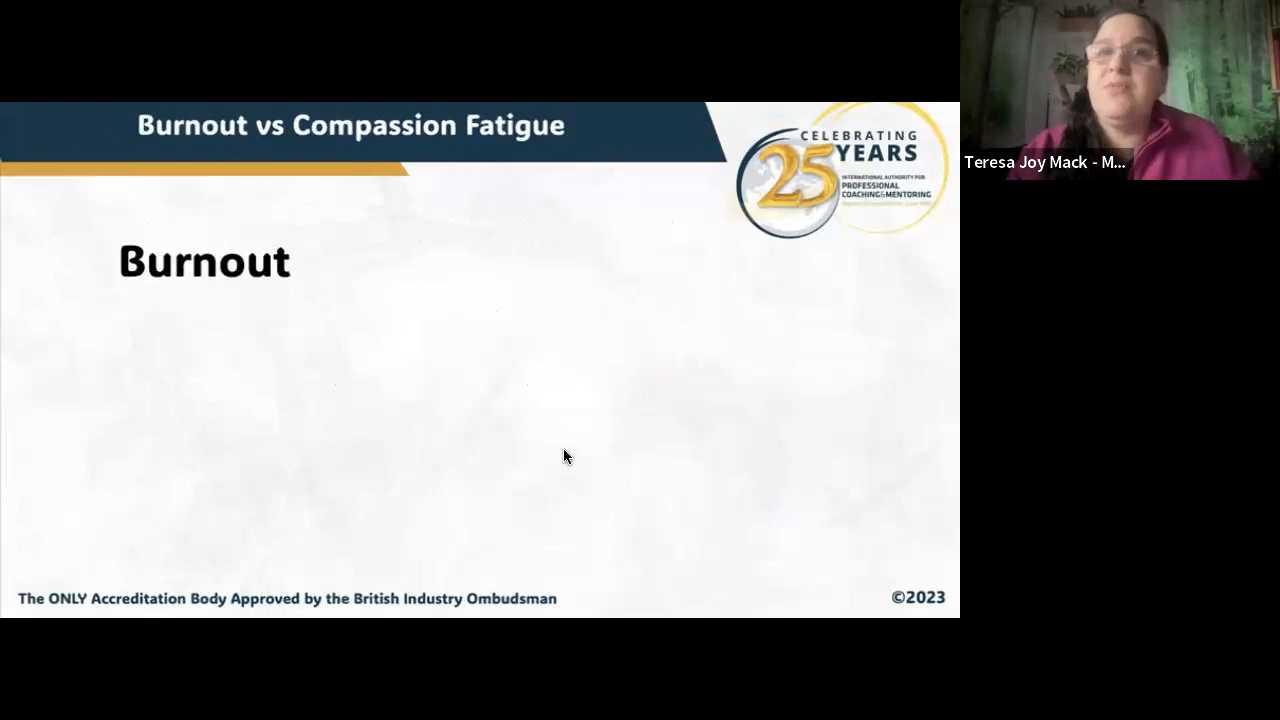 Burnout vs Compassion Fatigue
CELEBRATING
25 YEARS
INTERNATIONAL AUTHORITY FOR
PROFESSIONAL
COACHING&MENTORING
Teresa Joy Mack - M...
Burnout
The ONLY Accreditation Body Approved by the British Industry Ombudsman
©2023